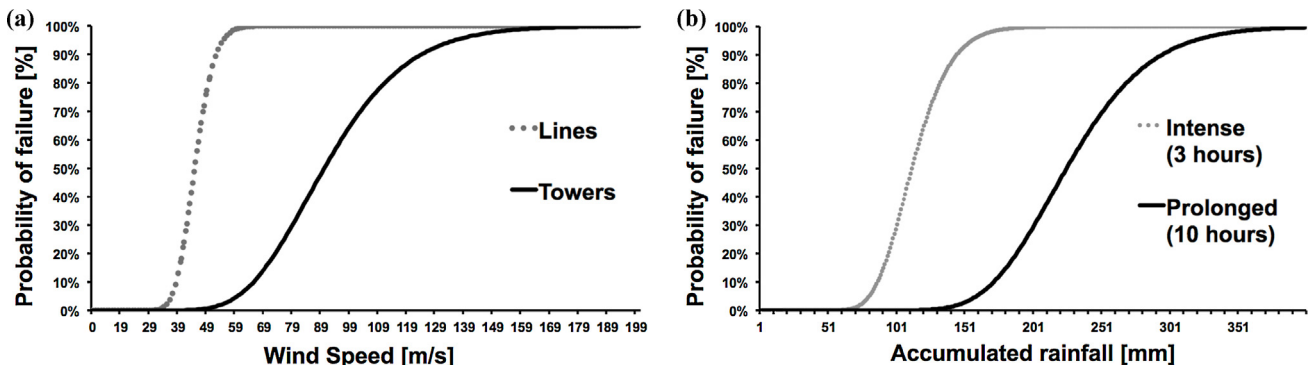 (a)
Probability of failure [%]
100%
90%
80%
70%
60%
50%
40%
30%
20%
10%
0%
0 19 29 39 49 59 69 79 89 99 109 119 129 139 149 159 169 179 189 199
Wind Speed [m/s]
Lines
Towers
(b)
Probability of failure [%]
100%
90%
80%
70%
60%
50%
40%
30%
20%
10%
0%
1 51 101 151 201 251 301 351
Accumulated rainfall [mm]
Intense
(3 hours)
Prolonged
(10 hours)